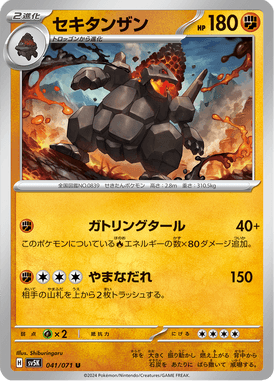 2進化 セキタンザン HP 180
トロッゴンから進化
全国図鑑NO.0839 せきたんポケモン 高さ:2.8m 重さ:310.5kg
ガトリングタール 40+
このポケモンについているエネルギーの数×80ダメージ追加。
やまなだれ 150
相手の山札を上から2枚トラッシュする。
弱点 ×2 抵抗力 にげる
Illus. Shiburingaru
H SV5K 041/071 U
©2024 Pokémon/Nintendo/Creatures/GAME FREAK.